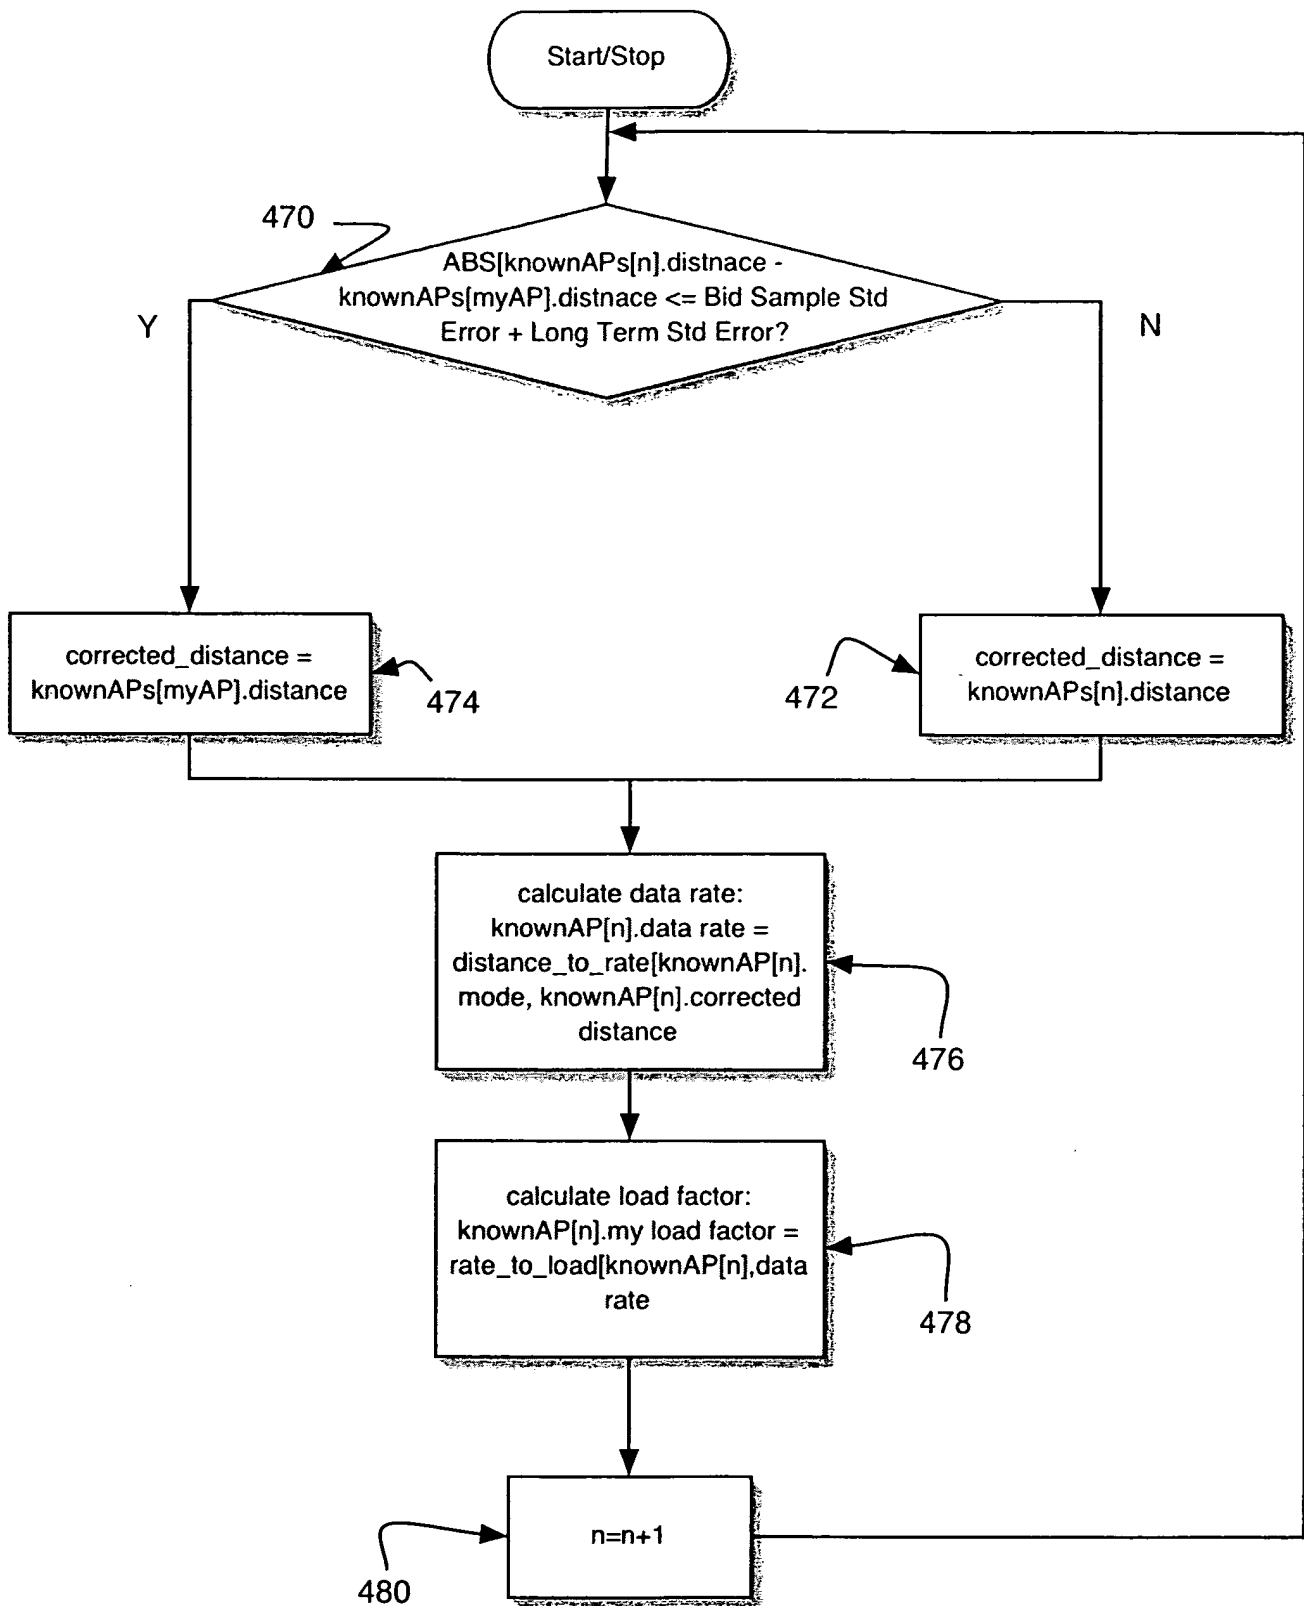 Start/Stop
470
ABS[knownAPs[n].distnace -
knownAPs[myAP].distnace <= Bid Sample Std
Error + Long Term Std Error?
Y
N
corrected_distance =
knownAPs[myAP].distance
474
472
corrected_distance =
knownAPs[n].distance
calculate data rate:
knownAP[n].data rate =
distance_to_rate[knownAP[n].
mode, knownAP[n].corrected
distance
476
calculate load factor:
knownAP[n].my load factor =
rate_to_load[knownAP[n],data
rate
478
n=n+1
480